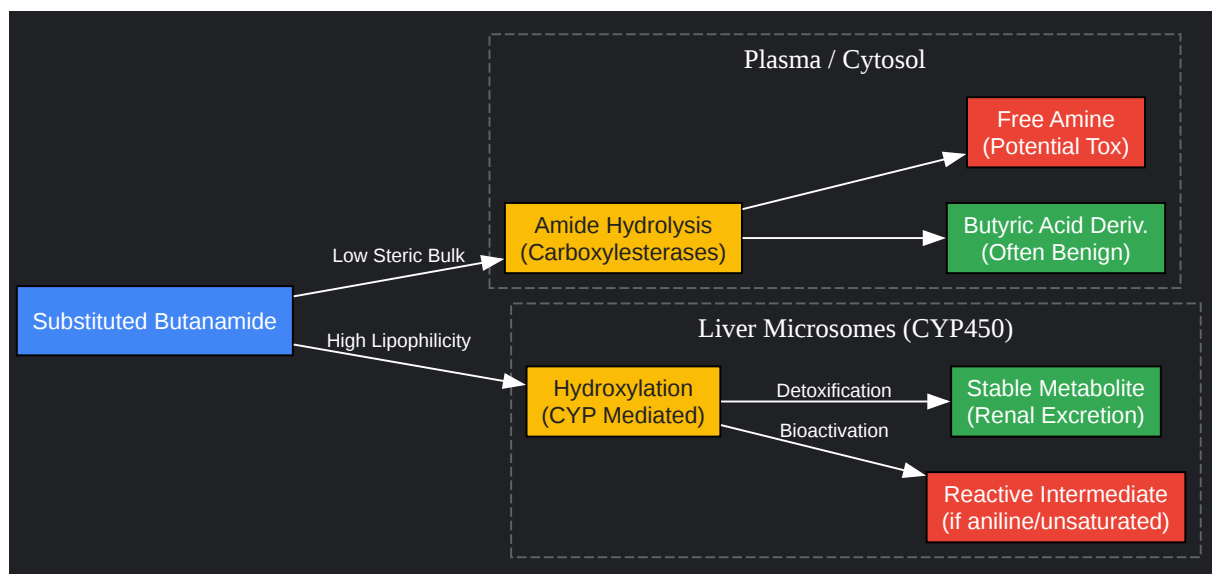 Plasma / Cytosol
Free Amine
(Potential Tox)
Amide Hydrolysis
(Carboxylesterases)
Butyric Acid Deriv.
(Often Benign)
Low Steric Bulk
Substituted Butanamide
High Lipophilicity
Liver Microsomes (CYP450)
Hydroxylation
(CYP Mediated)
Detoxification
Stable Metabolite
(Renal Excretion)
Bioactivation
Reactive Intermediate
(if aniline/unsaturated)